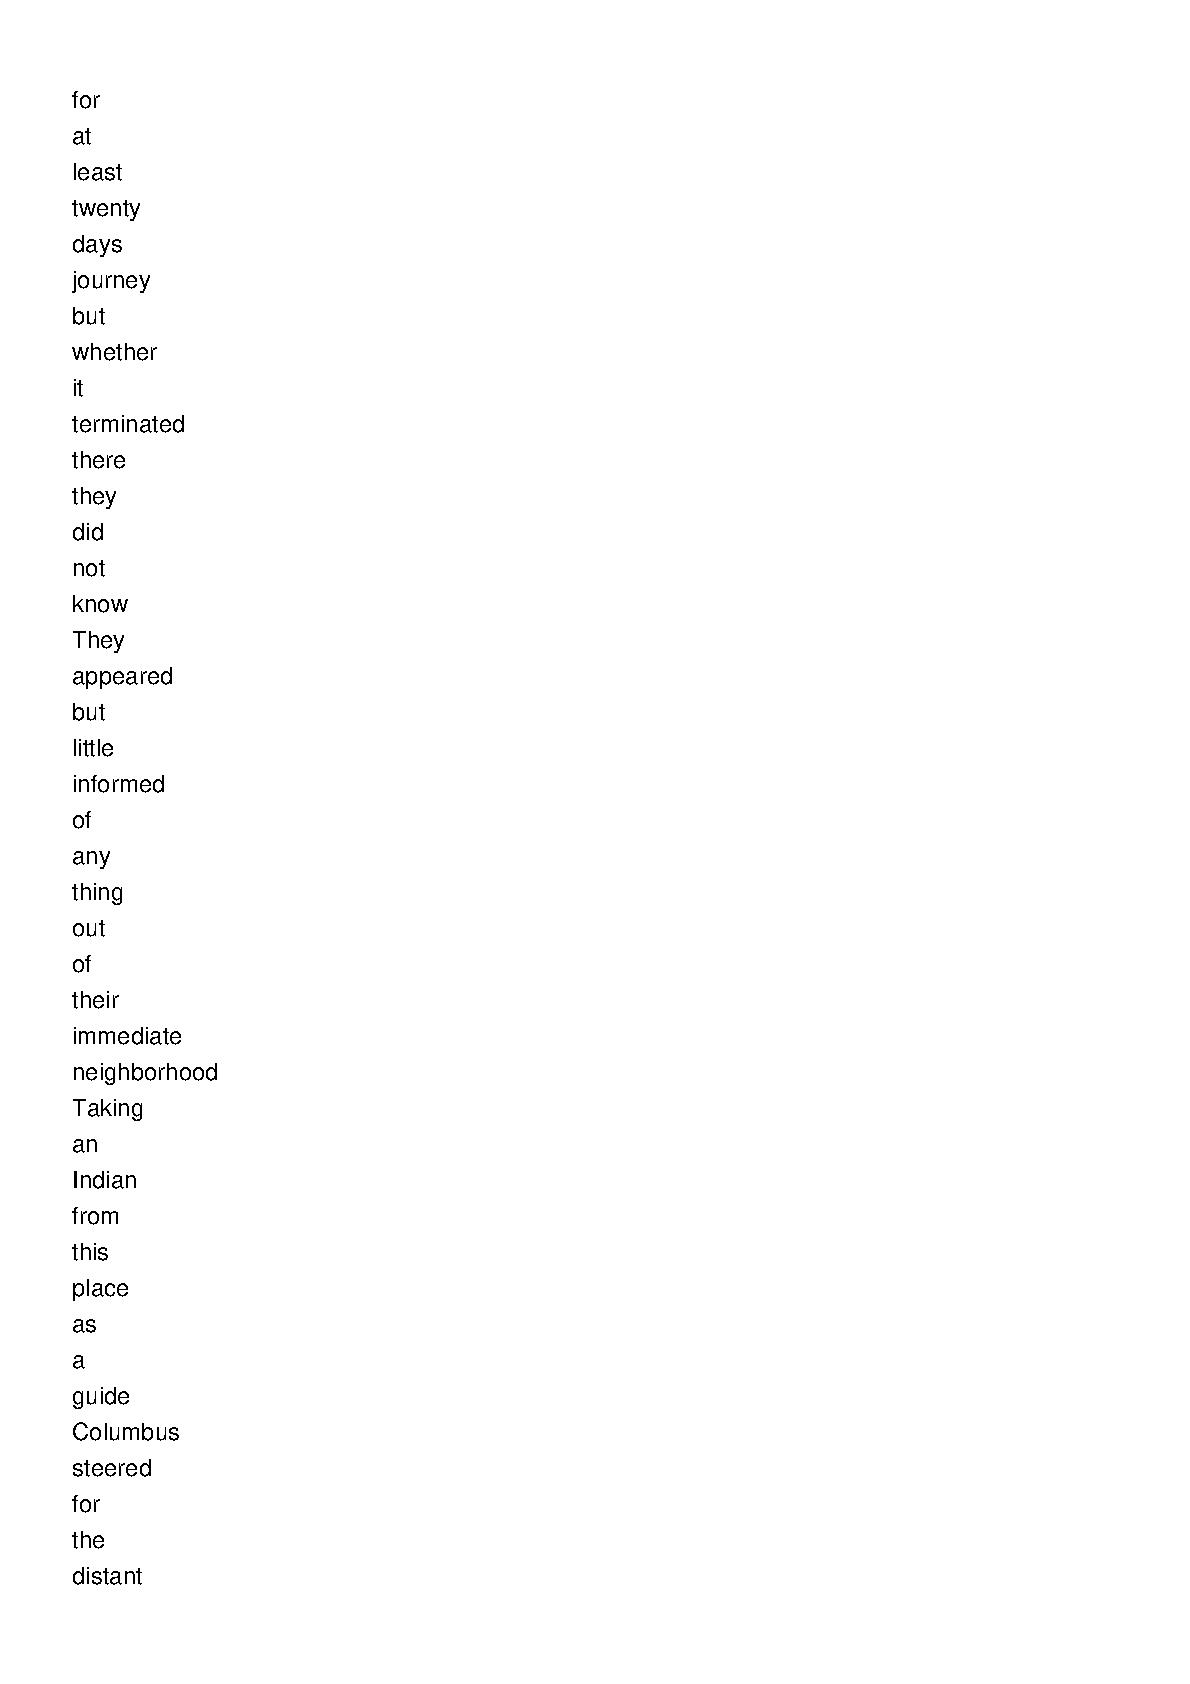 for
at
least
twenty
days
journey
but
whether
it
terminated
there
they
did
not
know
They
appeared
but
little
informed
of
any
thing
out
of
their
immediate
neighborhood
Taking
an
Indian
from
this
place
as
a
guide
Columbus
steered
for
the
distant